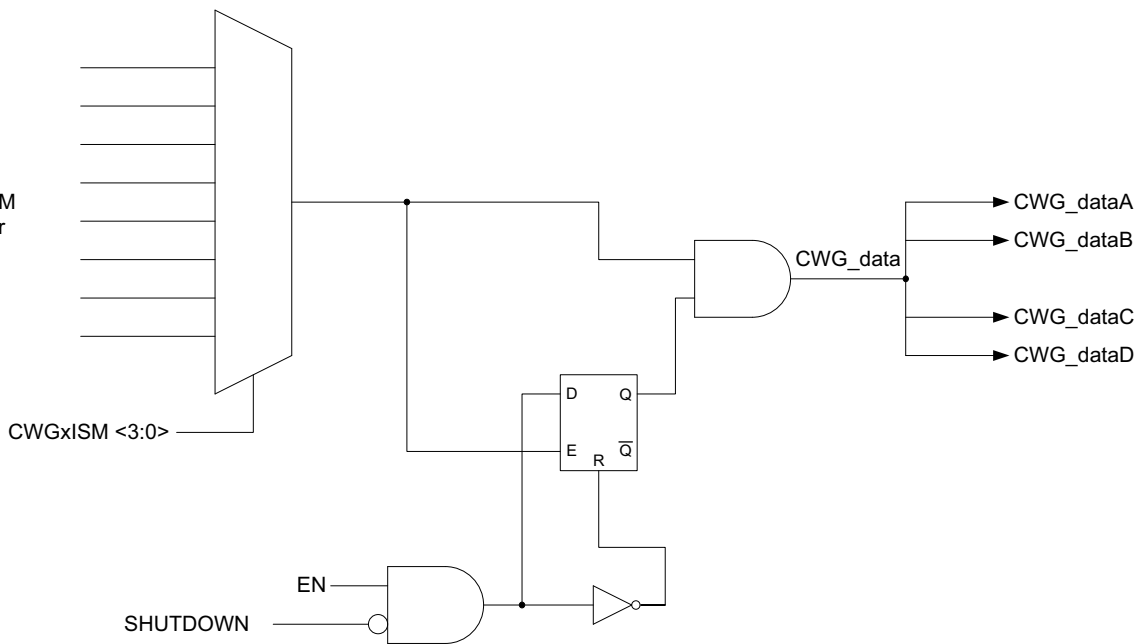 M
r
CWG_dataA
CWG_dataB
CWG_data
CWG_dataC
CWG_dataD
D Q
CWGxISM <3:0>
E Q̅
R
EN
SHUTDOWN